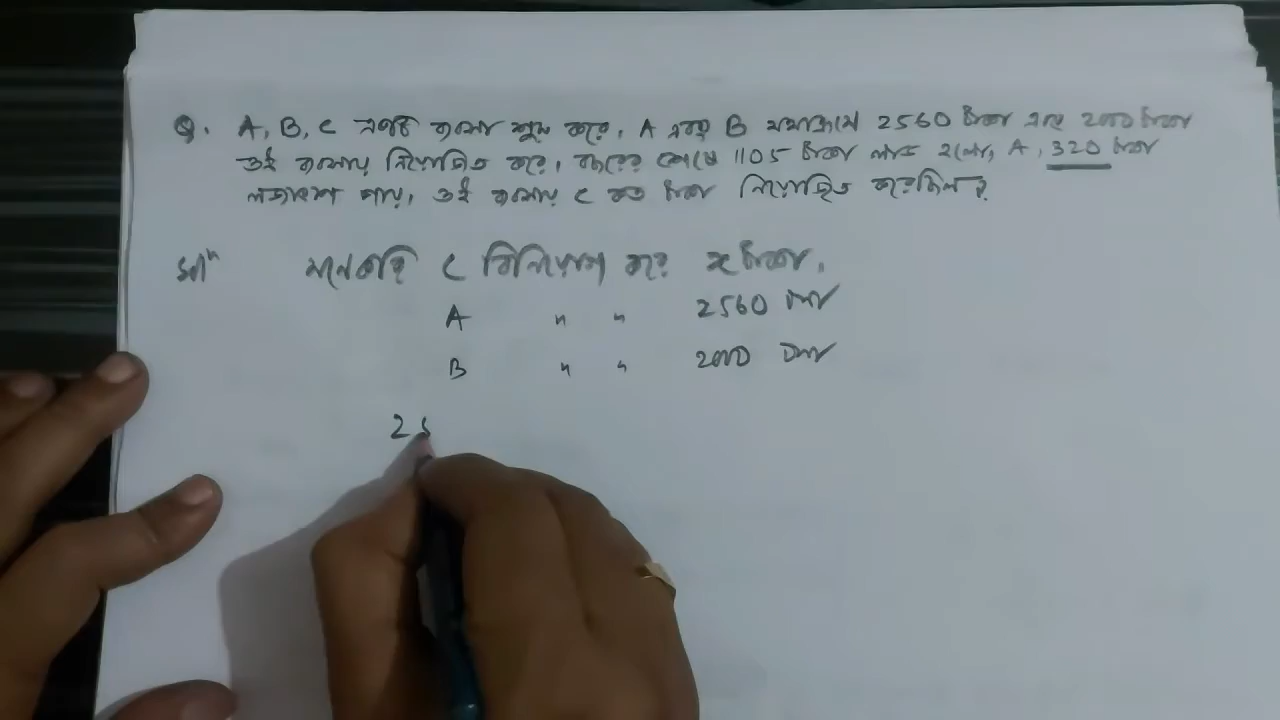 Q. A, B, C একটি ব্যবসা শুরু করে, A এবং B যথাক্রমে 2560 টাকা এবং 2000 টাকা
ওই ব্যবসায় নিয়োজিত করে, বছরের শেষে 1105 টাকা লাভ হলো, A, 320 টাকা
লভ্যাংশ পায়, ওই ব্যবসায় C কত টাকা নিয়োজিত করেছিল?
Solⁿ মনেকরি C বিনিয়োগ করে x টাকা,
A " " 2560 টাকা
B " " 2000 টাকা
25